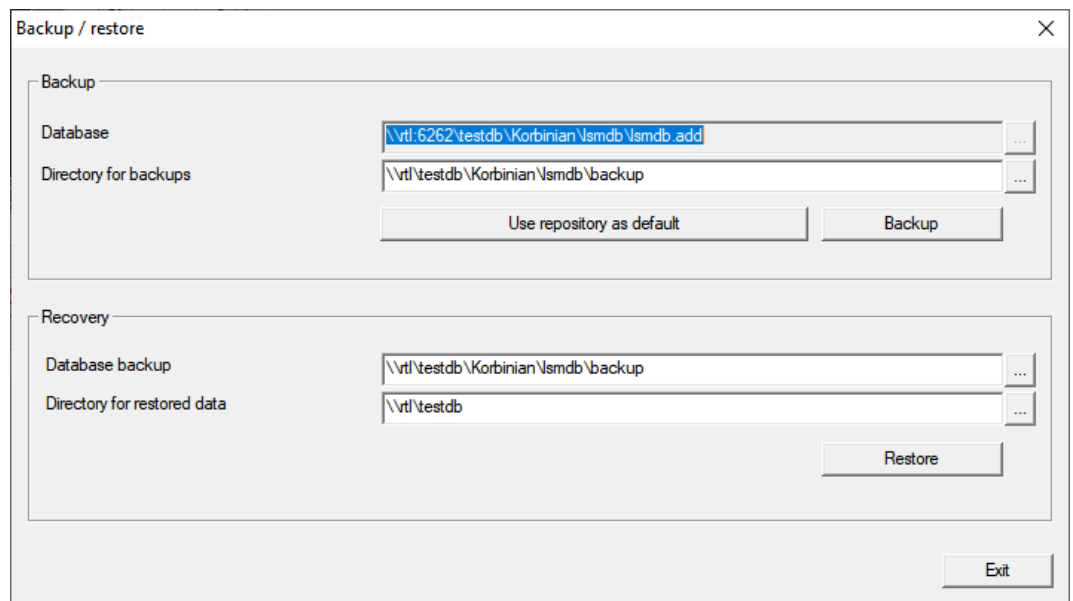 Backup / restore
Backup
Database
\\rtl:6262\testdb\Korbinian\lsmdb\lsmdb.add
...
Directory for backups
\\rtl\testdb\Korbinian\lsmdb\backup
...
Use repository as default
Backup
Recovery
Database backup
\\rtl\testdb\Korbinian\lsmdb\backup
...
Directory for restored data
\\rtl\testdb
...
Restore
Exit